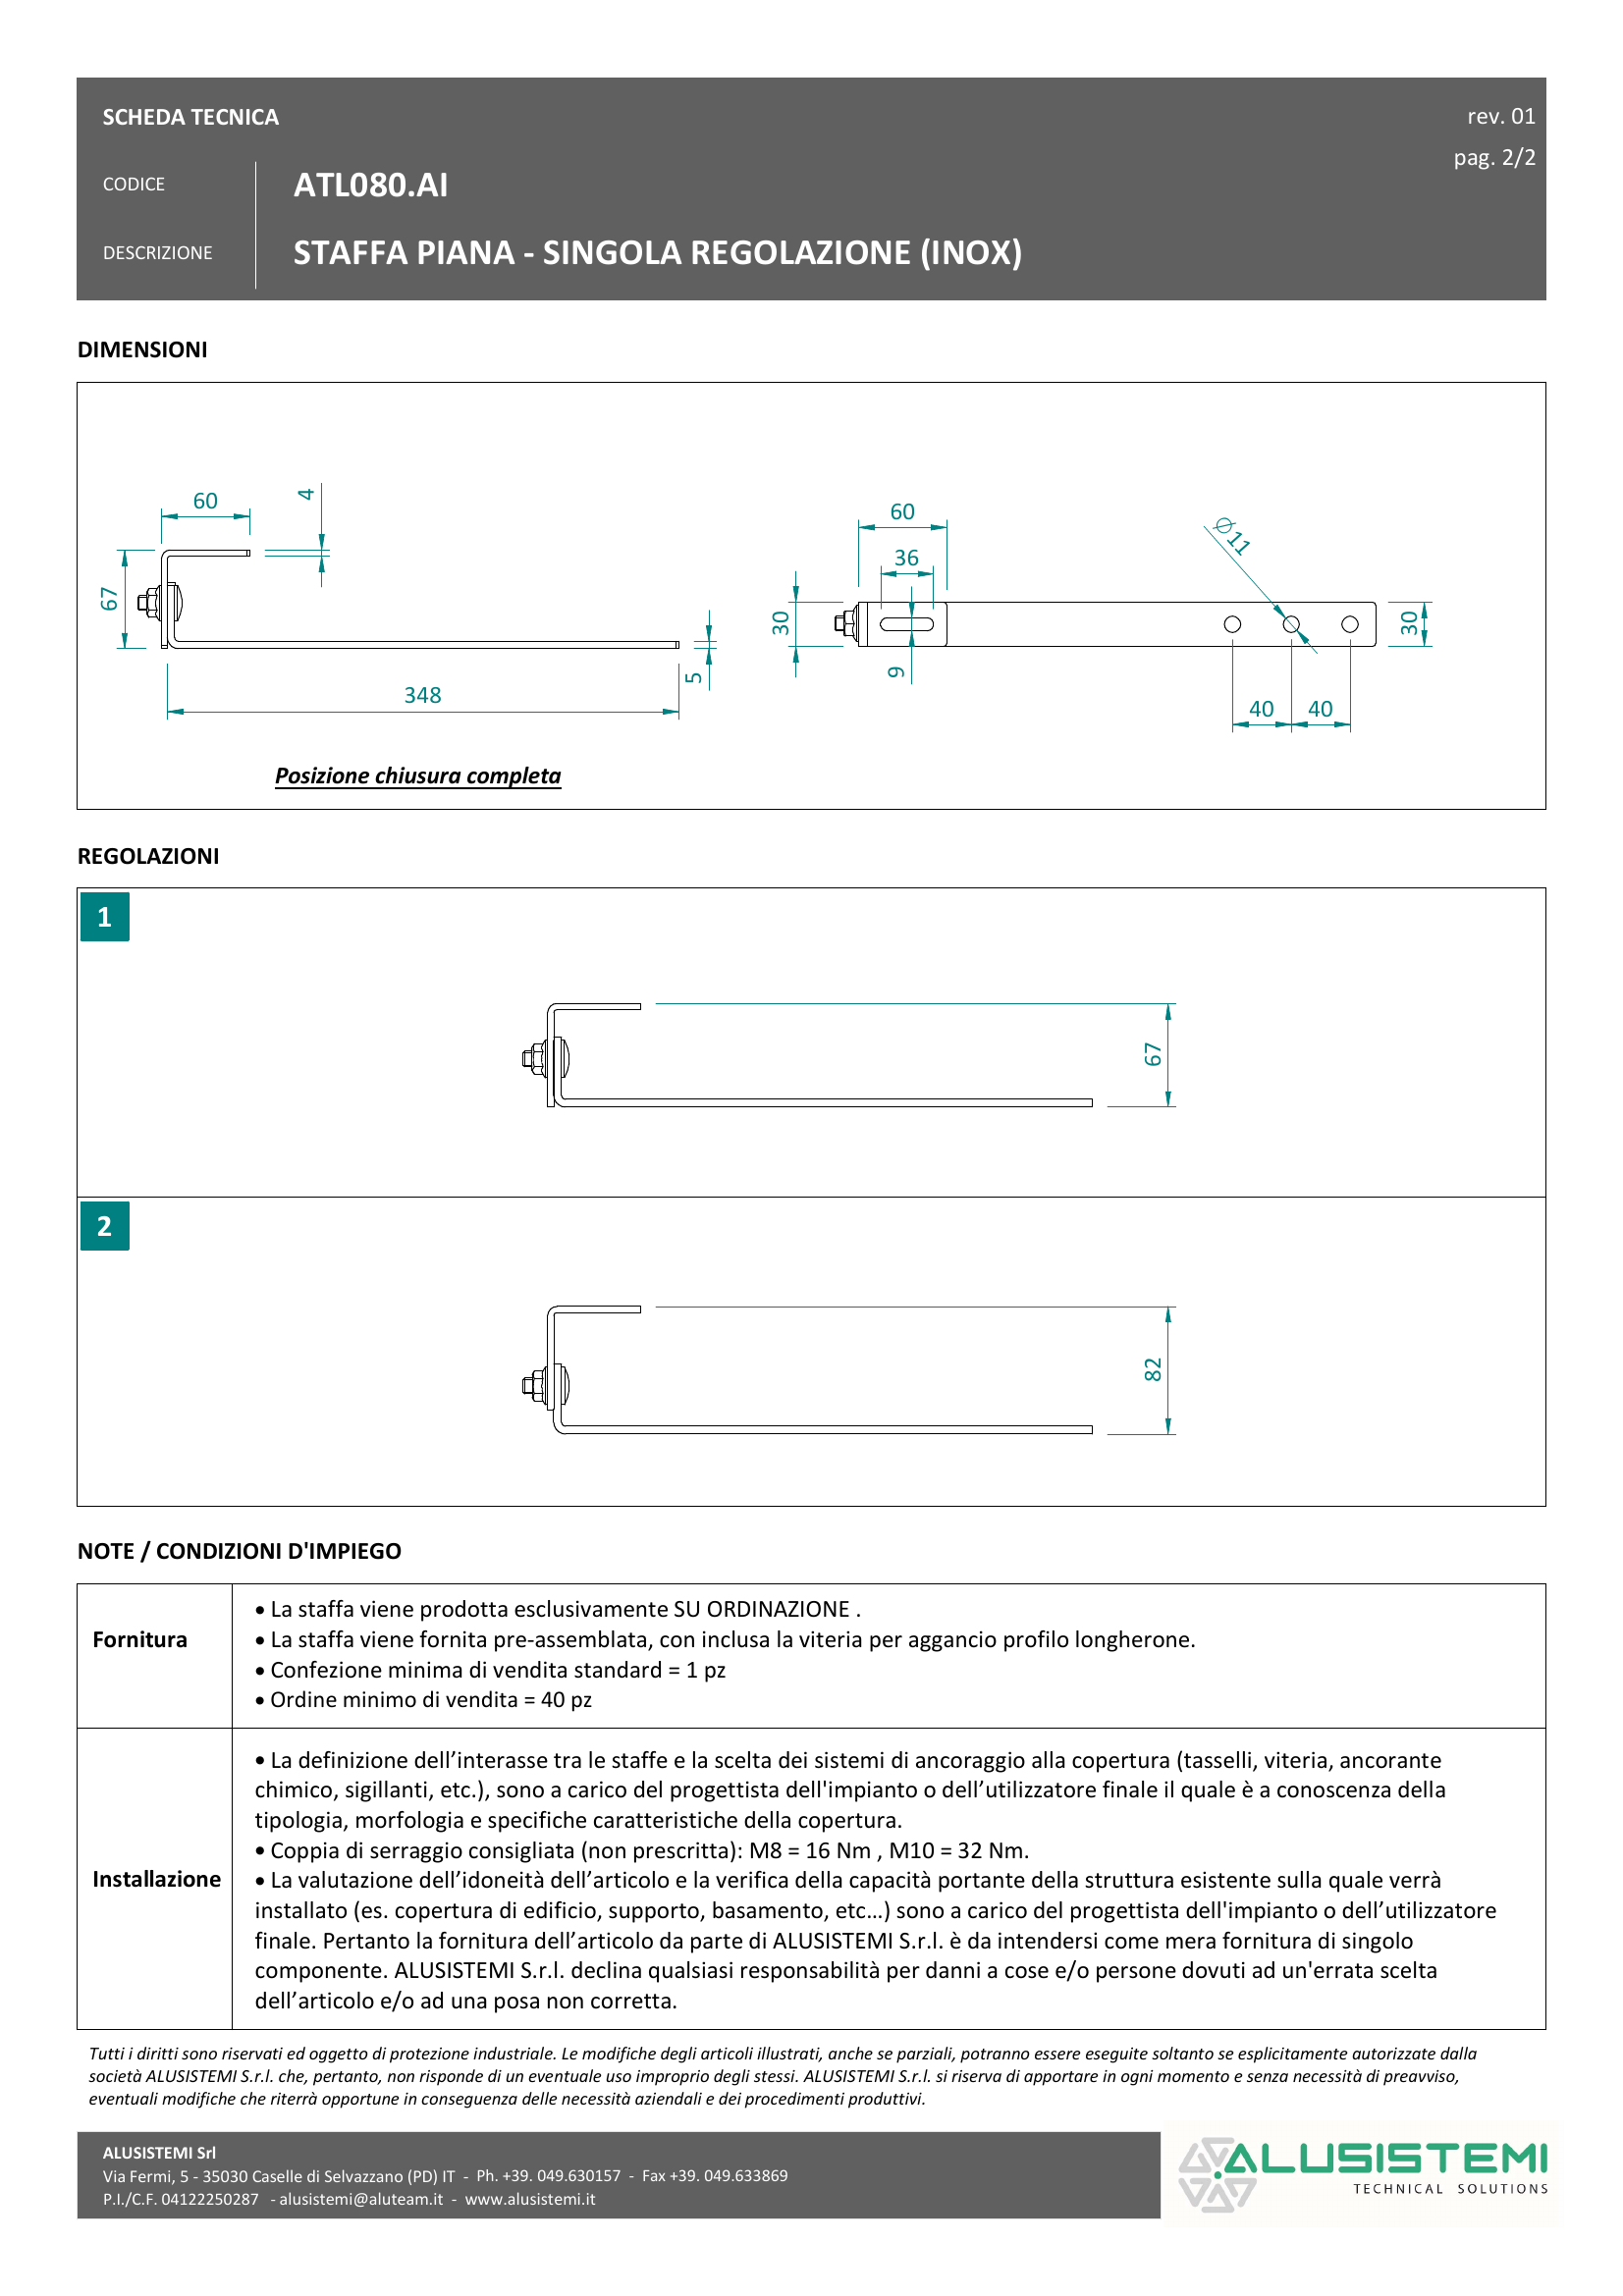 SCHEDA TECNICA
rev. 01
pag. 2/2
CODICE
ATL080.AI
DESCRIZIONE
STAFFA PIANA - SINGOLA REGOLAZIONE (INOX)
DIMENSIONI
60
4
67
348
5
60
36
30
9
Ø11
30
40
40
Posizione chiusura completa
REGOLAZIONI
1
67
2
82
NOTE / CONDIZIONI D'IMPIEGO
Fornitura
• La staffa viene prodotta esclusivamente SU ORDINAZIONE .
• La staffa viene fornita pre-assemblata, con inclusa la viteria per aggancio profilo longherone.
• Confezione minima di vendita standard = 1 pz
• Ordine minimo di vendita = 40 pz
Installazione
• La definizione dell’interasse tra le staffe e la scelta dei sistemi di ancoraggio alla copertura (tasselli, viteria, ancorante
chimico, sigillanti, etc.), sono a carico del progettista dell'impianto o dell’utilizzatore finale il quale è a conoscenza della
tipologia, morfologia e specifiche caratteristiche della copertura.
• Coppia di serraggio consigliata (non prescritta): M8 = 16 Nm , M10 = 32 Nm.
• La valutazione dell’idoneità dell’articolo e la verifica della capacità portante della struttura esistente sulla quale verrà
installato (es. copertura di edificio, supporto, basamento, etc…) sono a carico del progettista dell'impianto o dell’utilizzatore
finale. Pertanto la fornitura dell’articolo da parte di ALUSISTEMI S.r.l. è da intendersi come mera fornitura di singolo
componente. ALUSISTEMI S.r.l. declina qualsiasi responsabilità per danni a cose e/o persone dovuti ad un'errata scelta
dell’articolo e/o ad una posa non corretta.
Tutti i diritti sono riservati ed oggetto di protezione industriale. Le modifiche degli articoli illustrati, anche se parziali, potranno essere eseguite soltanto se esplicitamente autorizzate dalla
società ALUSISTEMI S.r.l. che, pertanto, non risponde di un eventuale uso improprio degli stessi. ALUSISTEMI S.r.l. si riserva di apportare in ogni momento e senza necessità di preavviso,
eventuali modifiche che riterrà opportune in conseguenza delle necessità aziendali e dei procedimenti produttivi.
ALUSISTEMI Srl
Via Fermi, 5 - 35030 Caselle di Selvazzano (PD) IT - Ph. +39. 049.630157 - Fax +39. 049.633869
P.I./C.F. 04122250287 - alusistemi@aluteam.it - www.alusistemi.it
ALUSISTEMI
TECHNICAL SOLUTIONS